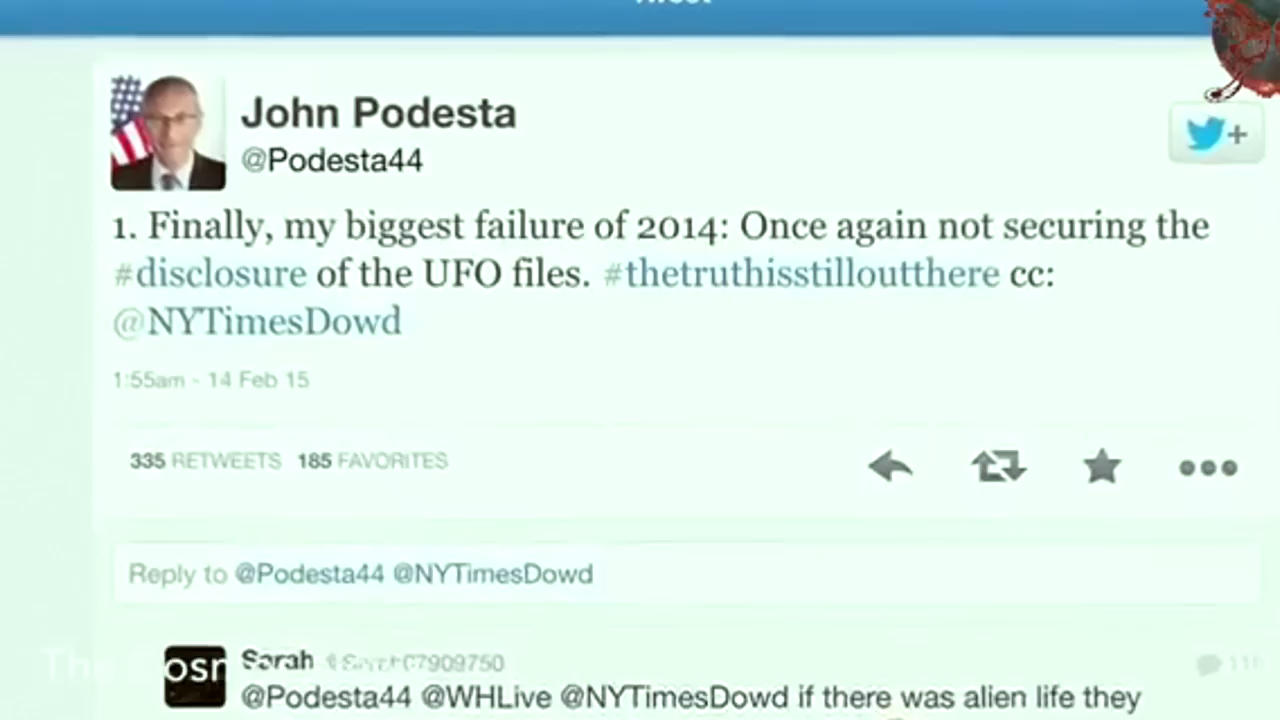 Tweet
John Podesta
@Podesta44
1. Finally, my biggest failure of 2014: Once again not securing the
#disclosure of the UFO files. #thetruthisstilloutthere cc:
@NYTimesDowd
1:55am - 14 Feb 15
335 RETWEETS 185 FAVORITES
Reply to @Podesta44 @NYTimesDowd
Sarah
@Podesta44 @WHLive @NYTimesDowd if there was alien life they